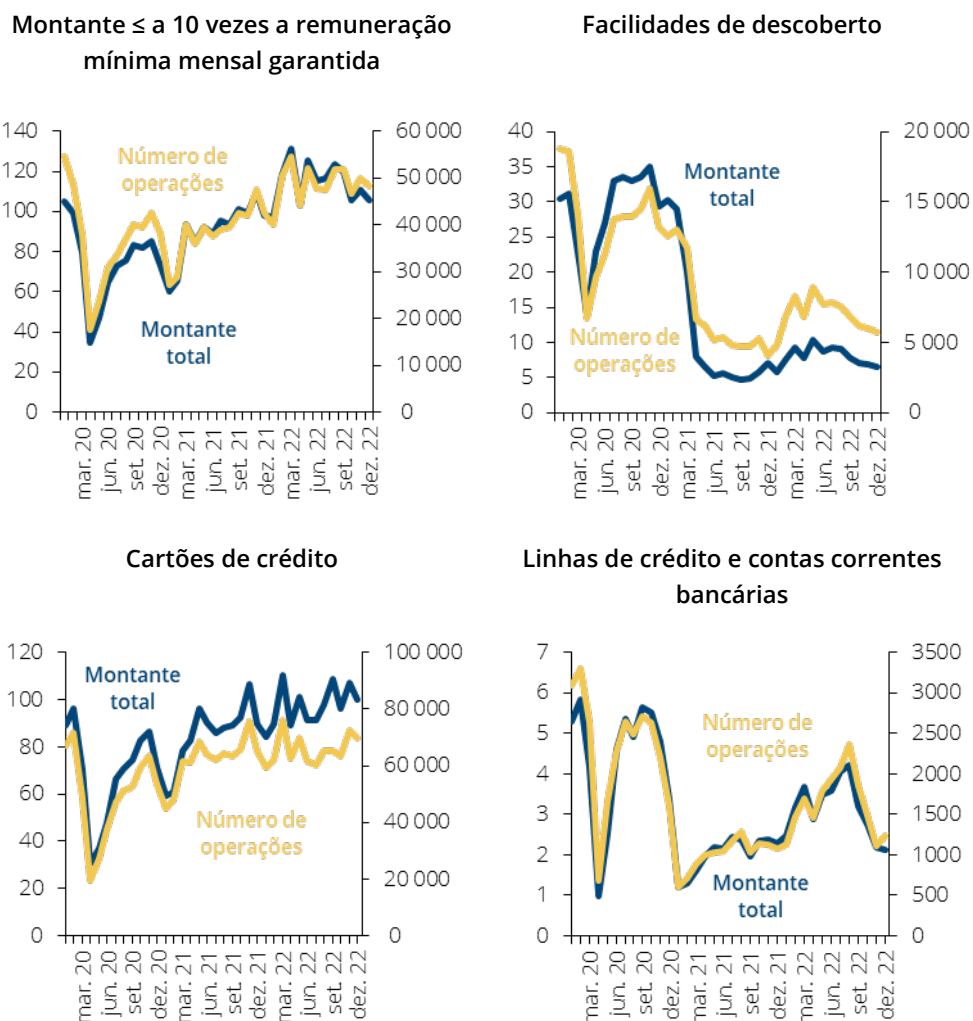 Montante ≤ a 10 vezes a remuneração
mínima mensal garantida
140
120
100
80
60
40
20
0
60 000
50 000
40 000
30 000
20 000
10 000
0
Número de
operações
Montante
total
mar. 20
jun. 20
set. 20
dez. 20
mar. 21
jun. 21
set. 21
dez. 21
mar. 22
jun. 22
set. 22
dez. 22
Facilidades de descoberto
40
35
30
25
20
15
10
5
0
20 000
15 000
10 000
5 000
0
Montante
total
Número de
operações
mar. 20
jun. 20
set. 20
dez. 20
mar. 21
jun. 21
set. 21
dez. 21
mar. 22
jun. 22
set. 22
dez. 22
Cartões de crédito
120
100
80
60
40
20
0
100 000
80 000
60 000
40 000
20 000
0
Montante
total
Número de
operações
mar. 20
jun. 20
set. 20
dez. 20
mar. 21
jun. 21
set. 21
dez. 21
mar. 22
jun. 22
set. 22
dez. 22
Linhas de crédito e contas correntes
bancárias
7
6
5
4
3
2
1
0
3500
3000
2500
2000
1500
1000
500
0
Número de
operações
Montante
total
mar. 20
jun. 20
set. 20
dez. 20
mar. 21
jun. 21
set. 21
dez. 21
mar. 22
jun. 22
set. 22
dez. 22